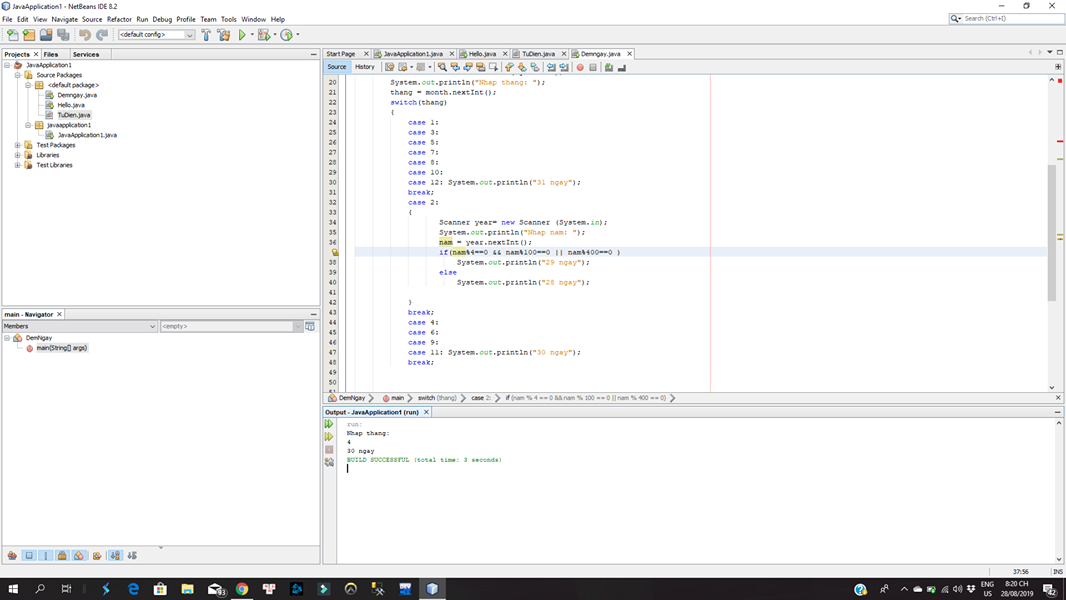 JavaApplication1 - NetBeans IDE 8.2
File Edit View Navigate Source Refactor Run Debug Profile Team Tools Window Help
Search (Ctrl+I)
<default config>
Projects Files Services
JavaApplication1
Source Packages
<default package>
Demngay.java
Hello.java
TuDien.java
javaapplication1
JavaApplication1.java
Test Packages
Libraries
Test Libraries
main - Navigator
Members
<empty>
DemNgay
main(String[] args)
Start Page JavaApplication1.java Hello.java TuDien.java Demngay.java
Source History
20 System.out.println("Nhap thang: ");
21 thang = month.nextInt();
22 switch(thang)
23 {
24 case 1:
25 case 3:
26 case 5:
27 case 7:
28 case 8:
29 case 10:
30 case 12: System.out.println("31 ngay");
31 break;
32 case 2:
33 {
34 Scanner year= new Scanner (System.in);
35 System.out.println("Nhap nam: ");
36 nam = year.nextInt();
if(nam%4==0 && nam%100==0 || nam%400==0 )
38 System.out.println("29 ngay");
39 else
40 System.out.println("28 ngay");
41
42 }
43 break;
44 case 4:
45 case 6:
46 case 9:
47 case 11: System.out.println("30 ngay");
48 break;
49
50
DemNgay main switch (thang) case 2: if (nam % 4 == 0 && nam % 100 == 0 || nam % 400 == 0)
Output - JavaApplication1 (run)
run:
Nhap thang:
4
30 ngay
BUILD SUCCESSFUL (total time: 3 seconds)
37:56 INS
ENG
US
8:20 CH
28/08/2019
42